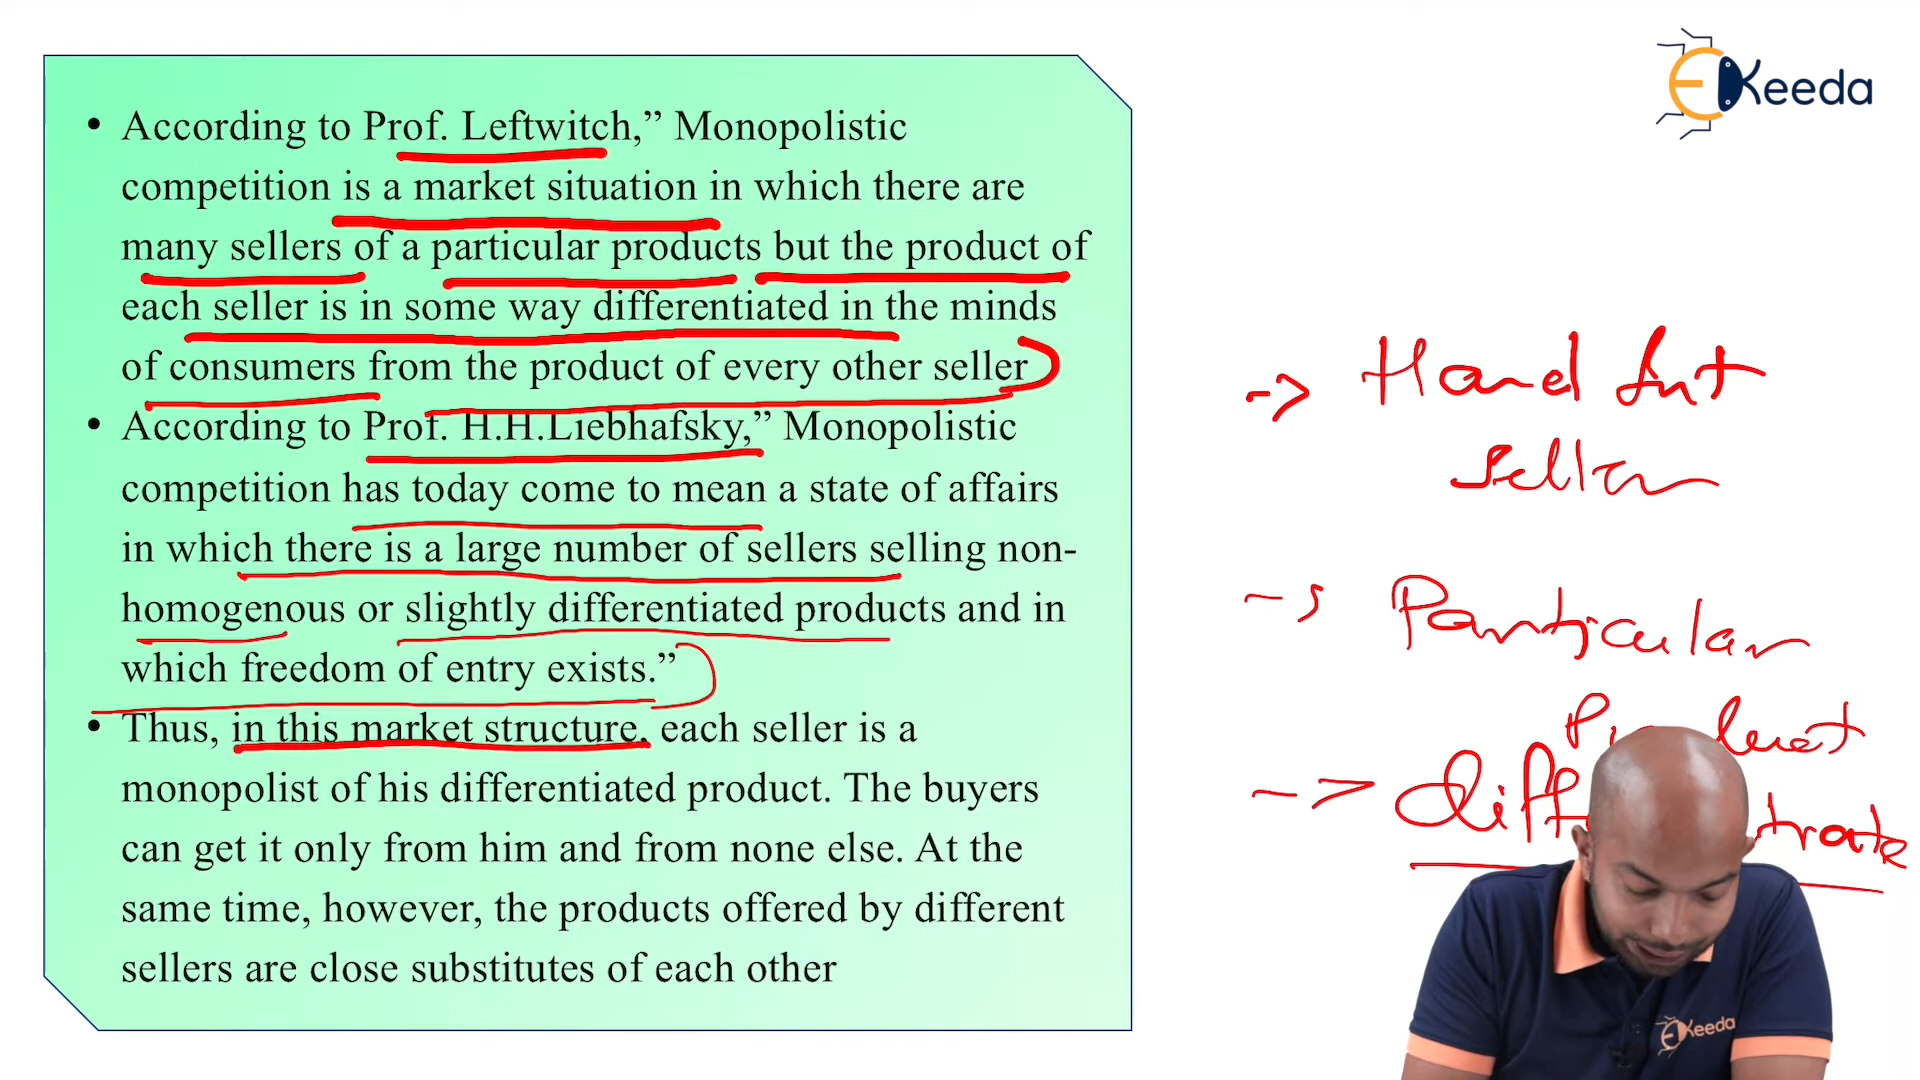 • According to Prof. Leftwitch,” Monopolistic
competition is a market situation in which there are
many sellers of a particular products but the product of
each seller is in some way differentiated in the minds
of consumers from the product of every other seller
• According to Prof. H.H.Liebhafsky,” Monopolistic
competition has today come to mean a state of affairs
in which there is a large number of sellers selling non-
homogenous or slightly differentiated products and in
which freedom of entry exists.”
• Thus, in this market structure, each seller is a
monopolist of his differentiated product. The buyers
can get it only from him and from none else. At the
same time, however, the products offered by different
sellers are close substitutes of each other
EKeeda
Seller
Particular
EKeeda